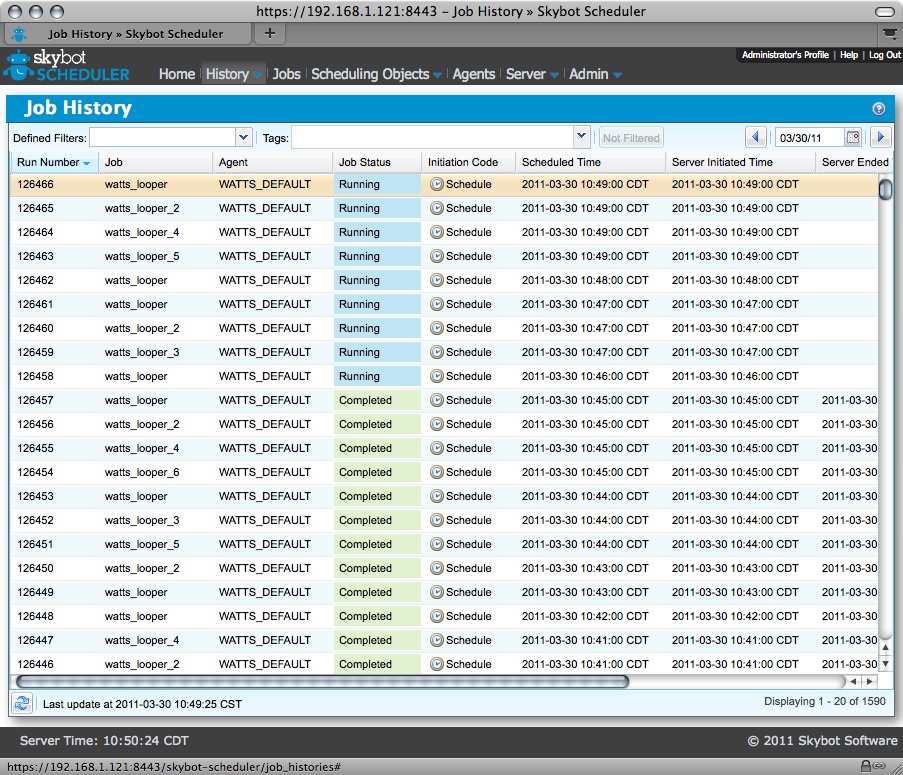 https://192.168.1.121:8443 – Job History » Skybot Scheduler
Job History » Skybot Scheduler +
Administrator's Profile | Help | Log Out
skybot
SCHEDULER
Home History Jobs Scheduling Objects Agents Server Admin
Job History ?
Defined Filters: Tags: Not Filtered 03/30/11
Run Number Job Agent Job Status Initiation Code Scheduled Time Server Initiated Time Server Ended
126466 watts_looper WATTS_DEFAULT Running Schedule 2011-03-30 10:49:00 CDT 2011-03-30 10:49:00 CDT
126465 watts_looper_2 WATTS_DEFAULT Running Schedule 2011-03-30 10:49:00 CDT 2011-03-30 10:49:00 CDT
126464 watts_looper_4 WATTS_DEFAULT Running Schedule 2011-03-30 10:49:00 CDT 2011-03-30 10:49:00 CDT
126463 watts_looper_5 WATTS_DEFAULT Running Schedule 2011-03-30 10:49:00 CDT 2011-03-30 10:49:00 CDT
126462 watts_looper WATTS_DEFAULT Running Schedule 2011-03-30 10:48:00 CDT 2011-03-30 10:48:00 CDT
126461 watts_looper WATTS_DEFAULT Running Schedule 2011-03-30 10:47:00 CDT 2011-03-30 10:47:00 CDT
126460 watts_looper_2 WATTS_DEFAULT Running Schedule 2011-03-30 10:47:00 CDT 2011-03-30 10:47:00 CDT
126459 watts_looper_3 WATTS_DEFAULT Running Schedule 2011-03-30 10:47:00 CDT 2011-03-30 10:47:00 CDT
126458 watts_looper WATTS_DEFAULT Running Schedule 2011-03-30 10:46:00 CDT 2011-03-30 10:46:00 CDT
126457 watts_looper WATTS_DEFAULT Completed Schedule 2011-03-30 10:45:00 CDT 2011-03-30 10:45:00 CDT 2011-03-30
126456 watts_looper_2 WATTS_DEFAULT Completed Schedule 2011-03-30 10:45:00 CDT 2011-03-30 10:45:00 CDT 2011-03-30
126455 watts_looper_4 WATTS_DEFAULT Completed Schedule 2011-03-30 10:45:00 CDT 2011-03-30 10:45:00 CDT 2011-03-30
126454 watts_looper_6 WATTS_DEFAULT Completed Schedule 2011-03-30 10:45:00 CDT 2011-03-30 10:45:00 CDT 2011-03-30
126453 watts_looper WATTS_DEFAULT Completed Schedule 2011-03-30 10:44:00 CDT 2011-03-30 10:44:00 CDT 2011-03-30
126452 watts_looper_3 WATTS_DEFAULT Completed Schedule 2011-03-30 10:44:00 CDT 2011-03-30 10:44:00 CDT 2011-03-30
126451 watts_looper_5 WATTS_DEFAULT Completed Schedule 2011-03-30 10:44:00 CDT 2011-03-30 10:44:00 CDT 2011-03-30
126450 watts_looper_2 WATTS_DEFAULT Completed Schedule 2011-03-30 10:43:00 CDT 2011-03-30 10:43:00 CDT 2011-03-30
126449 watts_looper WATTS_DEFAULT Completed Schedule 2011-03-30 10:43:00 CDT 2011-03-30 10:43:00 CDT 2011-03-30
126448 watts_looper WATTS_DEFAULT Completed Schedule 2011-03-30 10:42:00 CDT 2011-03-30 10:42:00 CDT 2011-03-30
126447 watts_looper_4 WATTS_DEFAULT Completed Schedule 2011-03-30 10:41:00 CDT 2011-03-30 10:41:00 CDT 2011-03-30
126446 watts_looper_2 WATTS_DEFAULT Completed Schedule 2011-03-30 10:41:00 CDT 2011-03-30 10:41:00 CDT 2011-03-30
Last update at 2011-03-30 10:49:25 CST Displaying 1 - 20 of 1590
Server Time: 10:50:24 CDT © 2011 Skybot Software
https://192.168.1.121:8443/skybot-scheduler/job_histories#